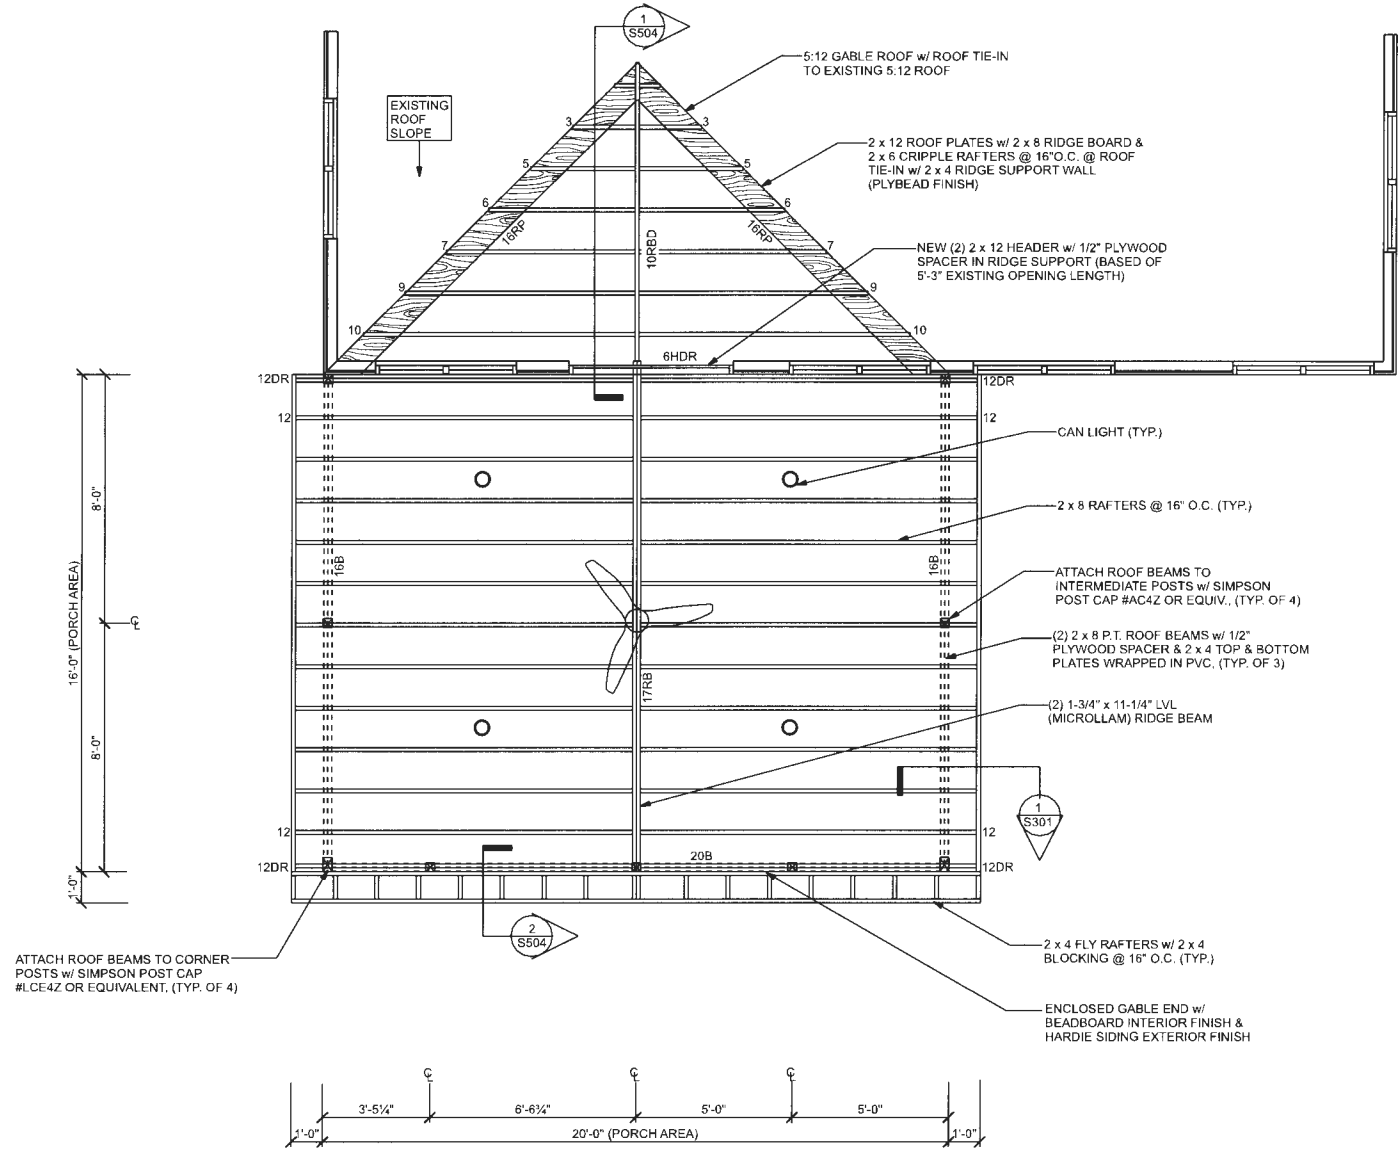 1
S504
5:12 GABLE ROOF w/ ROOF TIE-IN
TO EXISTING 5:12 ROOF
EXISTING
ROOF
SLOPE
3
3
2 x 12 ROOF PLATES w/ 2 x 8 RIDGE BOARD &
2 x 6 CRIPPLE RAFTERS @ 16"O.C. @ ROOF
TIE-IN w/ 2 x 4 RIDGE SUPPORT WALL
(PLYBEAD FINISH)
5
5
6
6
16RP
16RP
10RBD
7
7
NEW (2) 2 x 12 HEADER w/ 1/2" PLYWOOD
SPACER IN RIDGE SUPPORT (BASED OF
5'-3" EXISTING OPENING LENGTH)
9
9
10
10
6HDR
12DR
12DR
12
12
CAN LIGHT (TYP.)
8'-0"
2 x 8 RAFTERS @ 16" O.C. (TYP.)
16B
16B
ATTACH ROOF BEAMS TO
INTERMEDIATE POSTS w/ SIMPSON
POST CAP #AC4Z OR EQUIV., (TYP. OF 4)
16'-0" (PORCH AREA)
℄
(2) 2 x 8 P.T. ROOF BEAMS w/ 1/2"
PLYWOOD SPACER & 2 x 4 TOP & BOTTOM
PLATES WRAPPED IN PVC, (TYP. OF 3)
17RB
(2) 1-3/4" x 11-1/4" LVL
(MICROLLAM) RIDGE BEAM
8'-0"
1
S301
12
12
20B
12DR
12DR
1'-0"
2
S504
ATTACH ROOF BEAMS TO CORNER
POSTS w/ SIMPSON POST CAP
#LCE4Z OR EQUIVALENT, (TYP. OF 4)
2 x 4 FLY RAFTERS w/ 2 x 4
BLOCKING @ 16" O.C. (TYP.)
ENCLOSED GABLE END w/
BEADBOARD INTERIOR FINISH &
HARDIE SIDING EXTERIOR FINISH
℄ ℄ ℄
3'-5¼" 6'-6¾" 5'-0" 5'-0"
1'-0" 20'-0" (PORCH AREA) 1'-0"